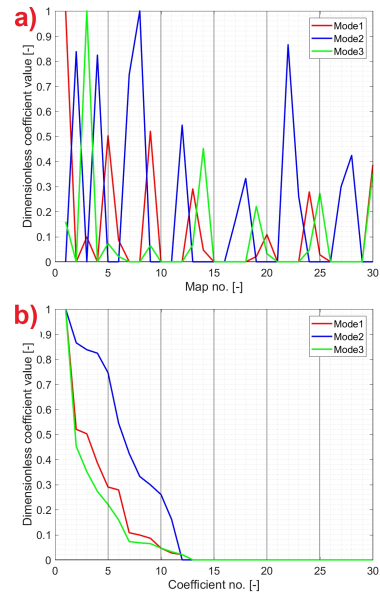 a)
Dimensionless coefficient value [-]
1
0.9
0.8
0.7
0.6
0.5
0.4
0.3
0.2
0.1
0
Mode1
Mode2
Mode3
0 5 10 15 20 25 30
Map no. [-]
b)
Dimensionless coefficient value [-]
1
0.9
0.8
0.7
0.6
0.5
0.4
0.3
0.2
0.1
0
Mode1
Mode2
Mode3
0 5 10 15 20 25 30
Coefficient no. [-]